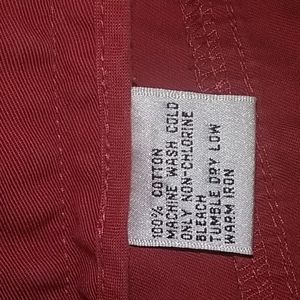 100% COTTON
MACHINE WASH COLD
ONLY NON-CHLORINE
BLEACH
TUMBLE DRY LOW
WARM IRON